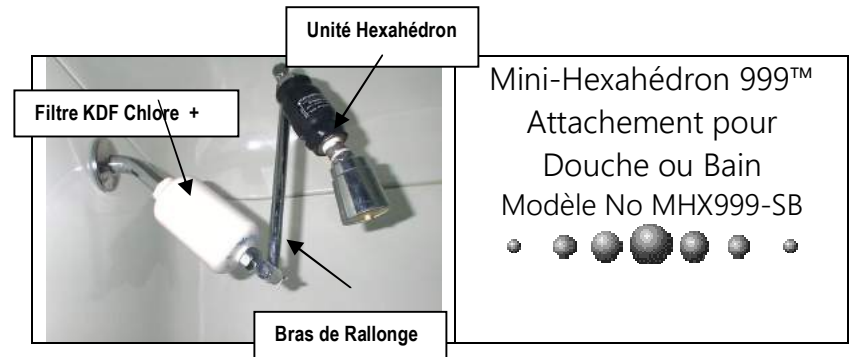 Unité Hexahédron
Filtre KDF Chlore +
Bras de Rallonge
Mini-Hexahédron 999™
Attachement pour
Douche ou Bain
Modèle No MHX999-SB